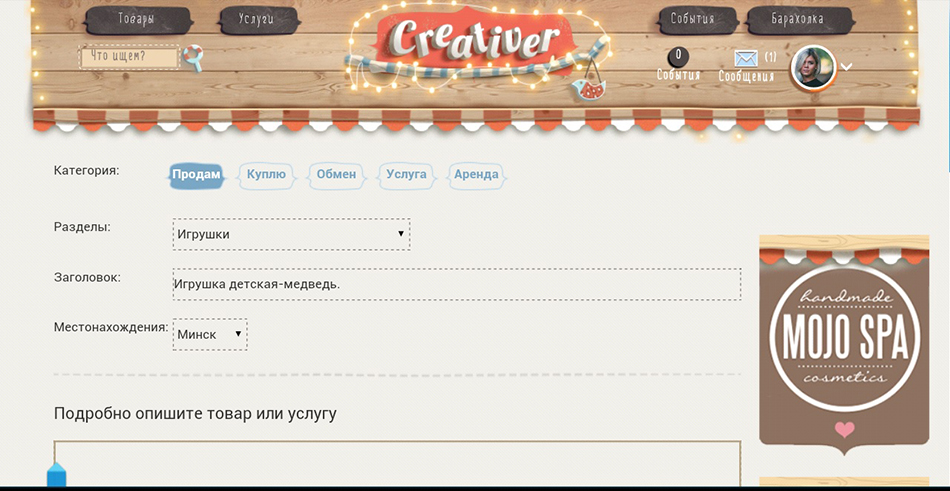 Товары
Услуги
Creativer
События
Барахолка
Что ищем?
0
События
(1)
Сообщения
Категория:
Продам
Куплю
Обмен
Услуга
Аренда
Разделы:
Игрушки
Заголовок:
Игрушка детская-медведь.
Местонахождения:
Минск
Подробно опишите товар или услугу
handmade
MOJO SPA
cosmetics